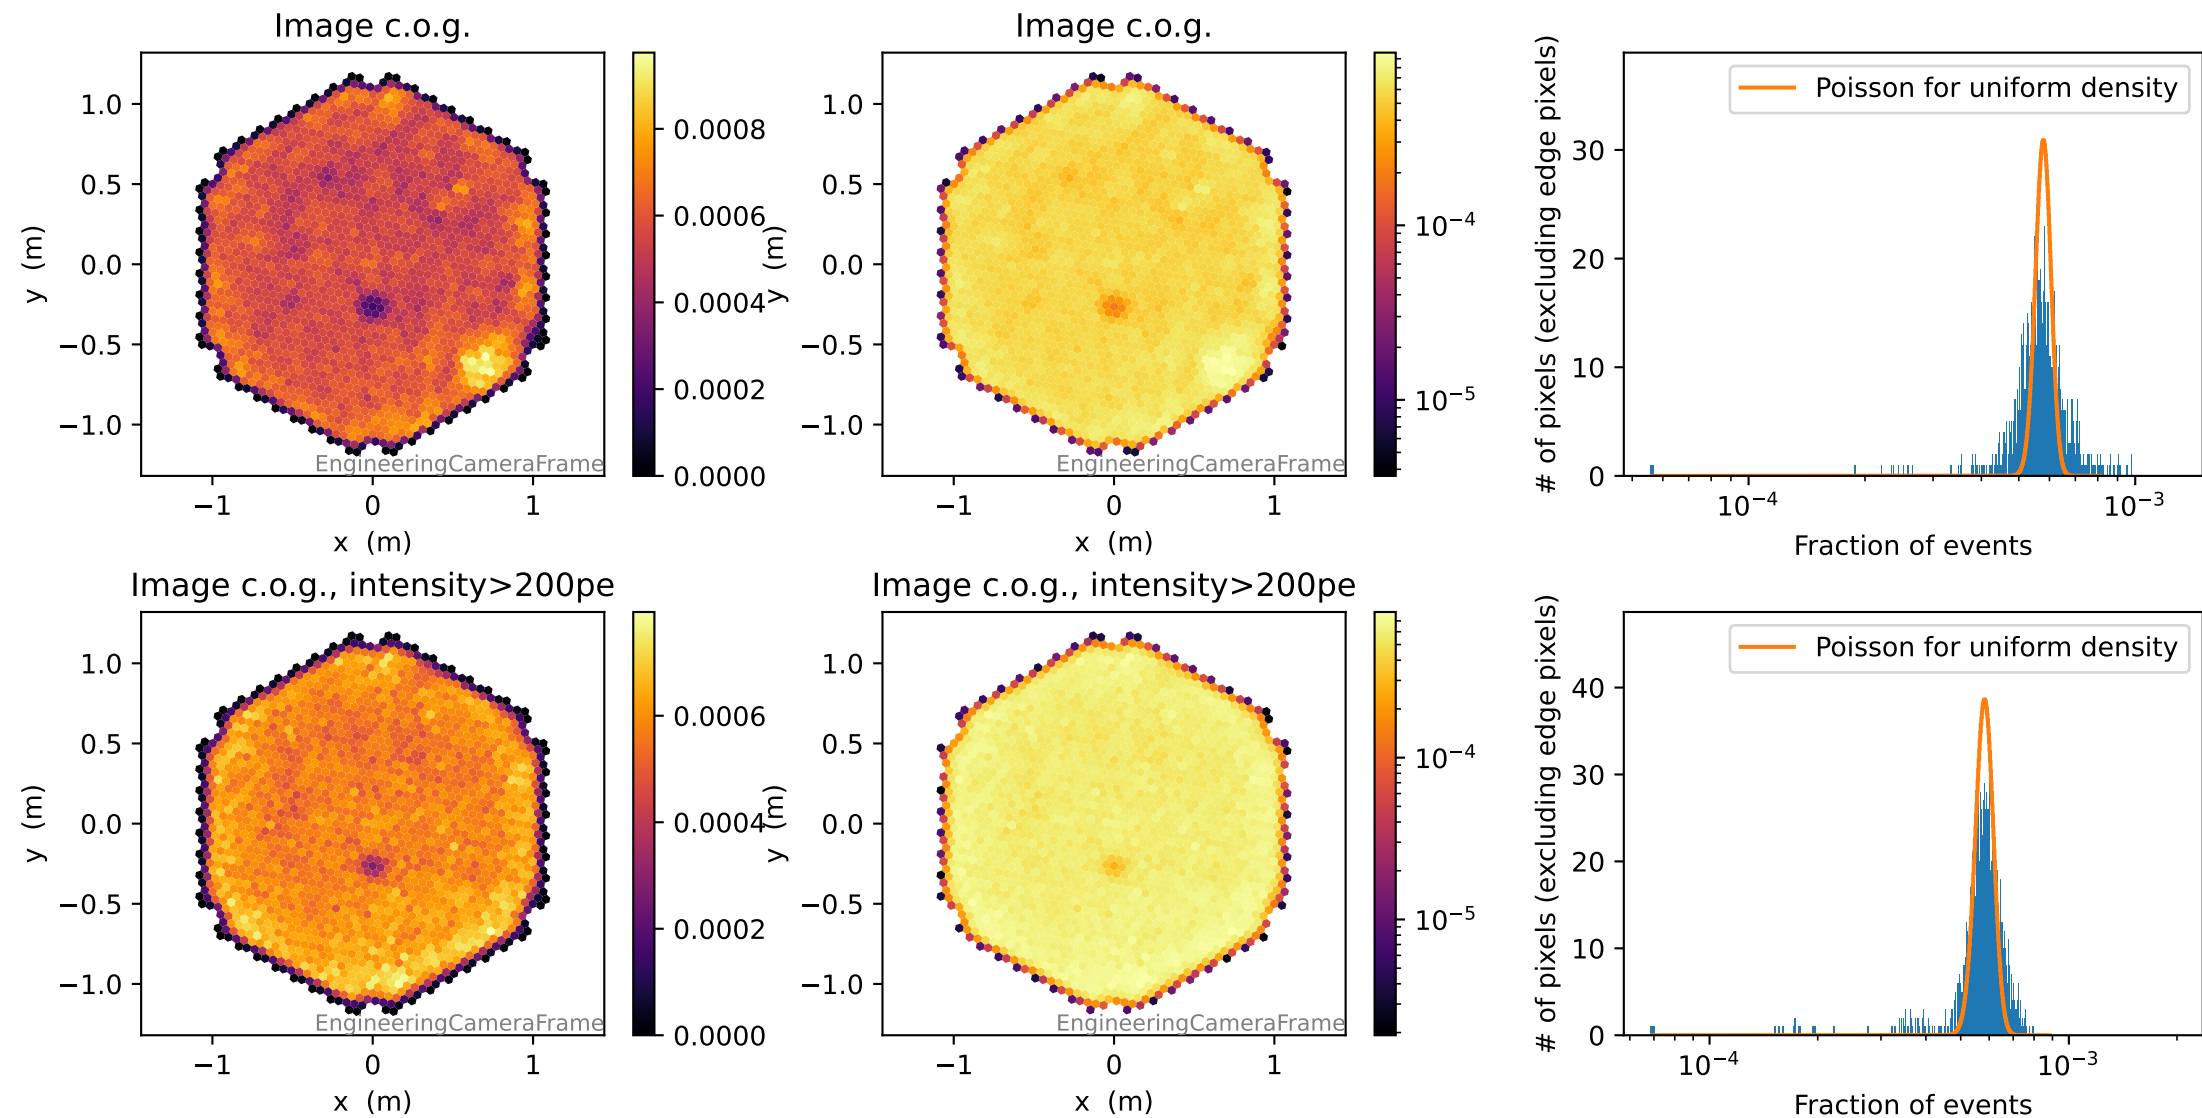 Image c.o.g.
1.0
0.5
0.0
−0.5
−1.0
y (m)
−1
0
1
x (m)
EngineeringCameraFrame
0.0008
0.0006
0.0004
0.0002
0.0000
Image c.o.g.
1.0
0.5
0.0
−0.5
−1.0
y (m)
−1
0
1
x (m)
EngineeringCameraFrame
10⁻⁴
10⁻⁵
# of pixels (excluding edge pixels)
30
20
10
0
Poisson for uniform density
10⁻⁴
10⁻³
Fraction of events
Image c.o.g., intensity>200pe
1.0
0.5
0.0
−0.5
−1.0
y (m)
−1
0
1
x (m)
EngineeringCameraFrame
0.0006
0.0004
0.0002
0.0000
Image c.o.g., intensity>200pe
1.0
0.5
0.0
−0.5
−1.0
y (m)
−1
0
1
x (m)
EngineeringCameraFrame
10⁻⁴
10⁻⁵
# of pixels (excluding edge pixels)
40
30
20
10
0
Poisson for uniform density
10⁻⁴
10⁻³
Fraction of events